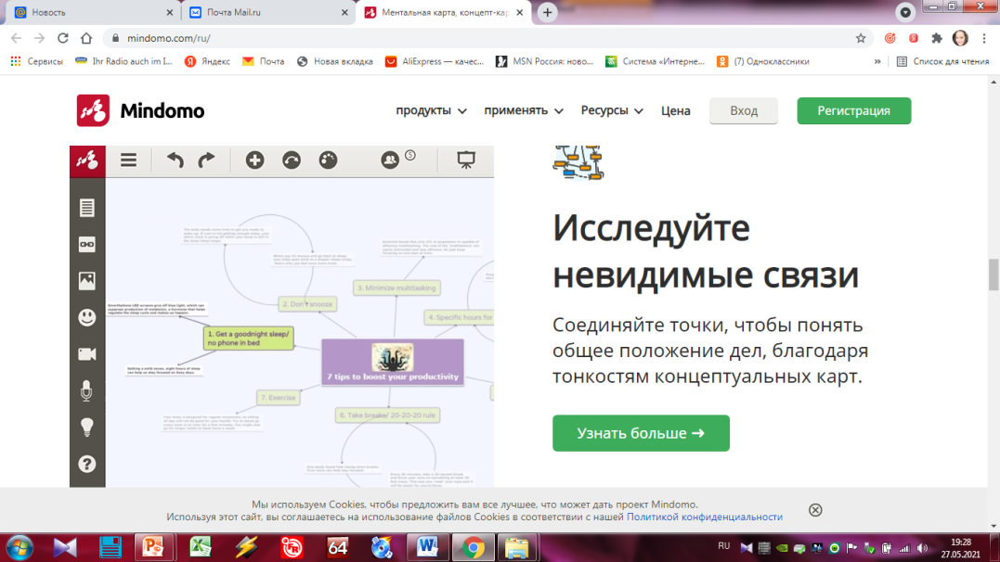 Новость
Почта Mail.ru
Ментальная карта, концепт-кар
mindomo.com/ru/
Сервисы
Ihr Radio auch im I...
Яндекс
Почта
Новая вкладка
AliExpress — качес...
MSN Россия: ново...
Система «Интерне...
(7) Одноклассники
»
Список для чтения
Mindomo
продукты
применять
Ресурсы
Цена
Вход
Регистрация
5
3. Minimize multitasking
2. Don't snooze
4. Specific hours for
1. Get a goodnight sleep/
no phone in bed
7 tips to boost your productivity
7. Exercise
6. Take breaks/ 20-20-20 rule
Исследуйте
невидимые связи
Соединяйте точки, чтобы понять
общее положение дел, благодаря
тонкостям концептуальных карт.
Узнать больше →
Мы используем Cookies, чтобы предложить вам все лучшее, что может дать проект Mindomo.
Используя этот сайт, вы соглашаетесь на использование файлов Cookies в соответствии с нашей Политикой конфиденциальности
64
RU
19:28
27.05.2021